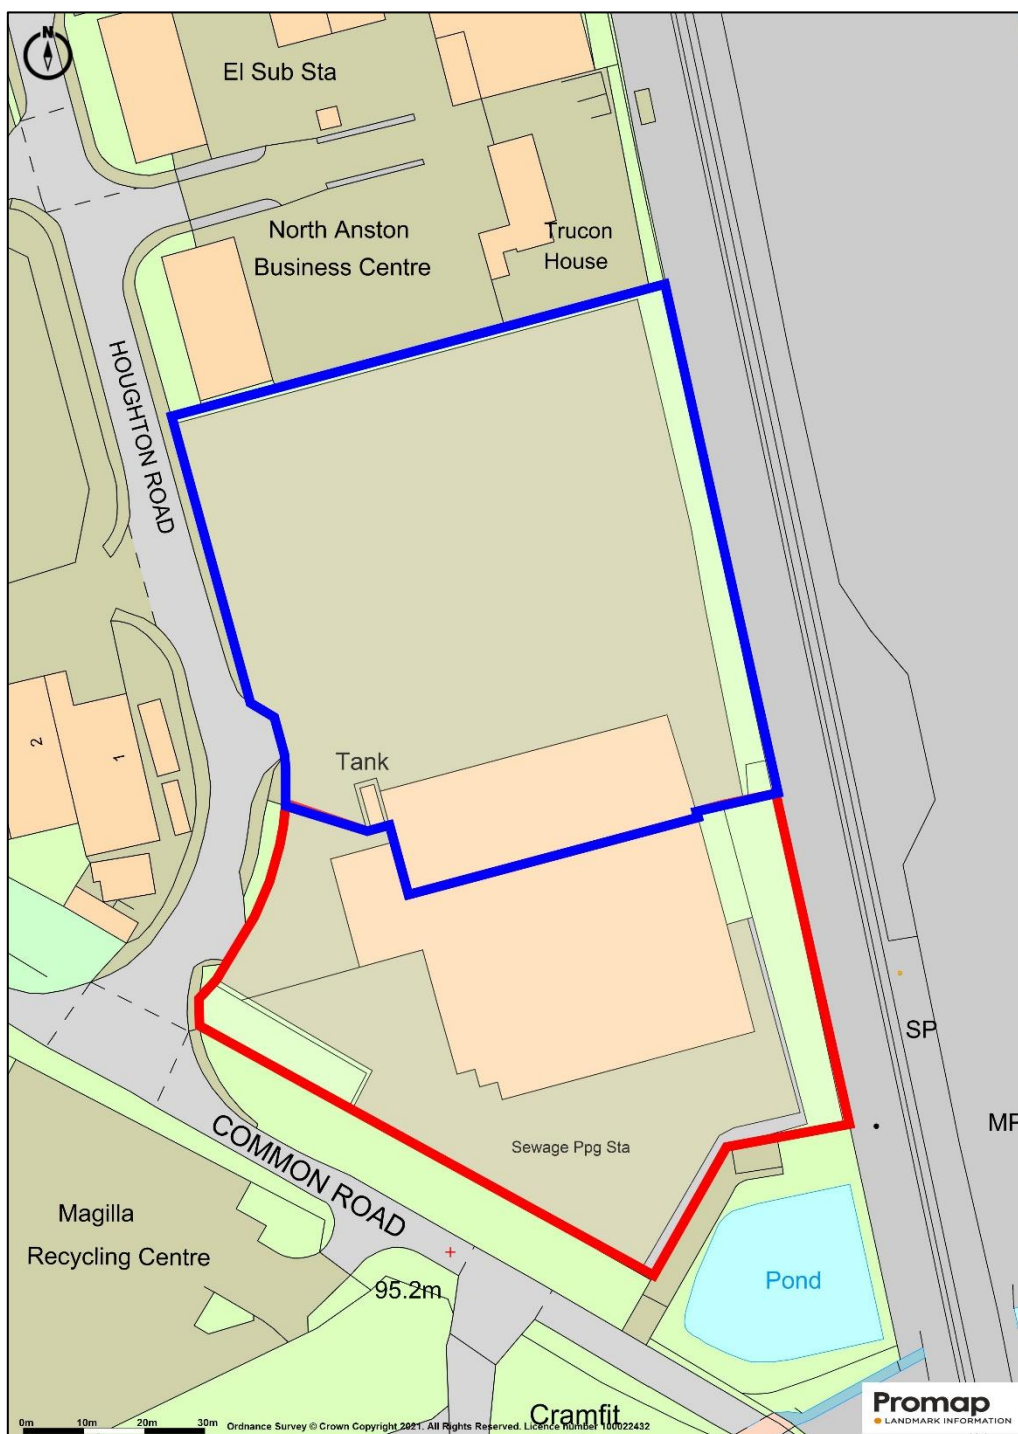 N
El Sub Sta
North Anston
Business Centre
Trucon
House
HOUGHTON ROAD
2
1
Tank
SP
MP
Sewage Ppg Sta
COMMON ROAD
Magilla
Recycling Centre
95.2m
Pond
Cramfit
0m 10m 20m 30m
Ordnance Survey © Crown Copyright 2021. All Rights Reserved. Licence number 100022432
Promap
LANDMARK INFORMATION